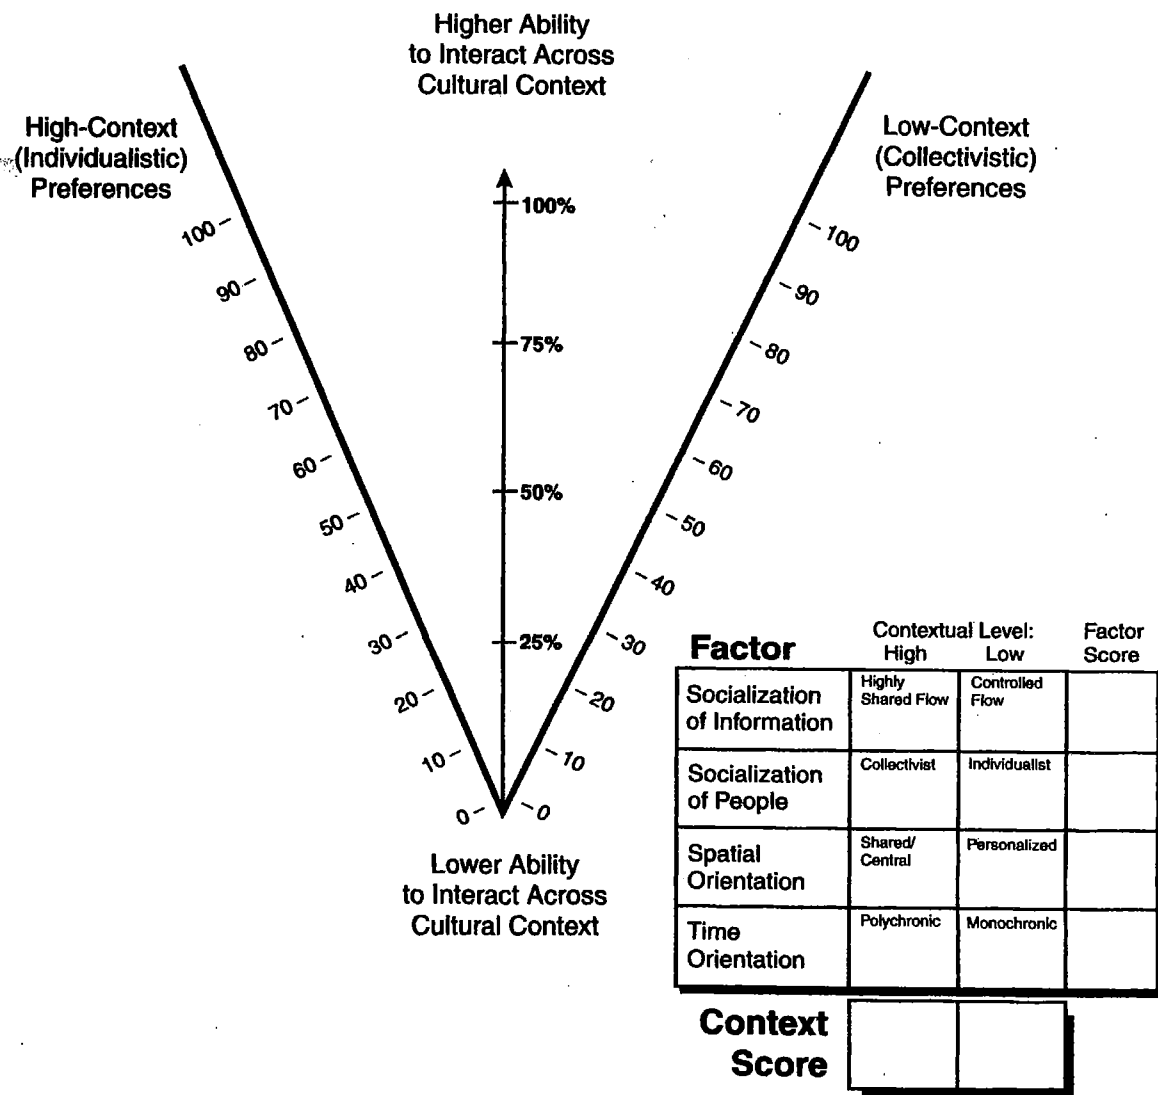 Higher Ability
to Interact Across
Cultural Context
High-Context
(Individualistic)
Preferences
Low-Context
(Collectivistic)
Preferences
100
90
80
70
60
50
40
30
20
10
0
100%
75%
50%
25%
100
90
80
70
60
50
40
30
20
10
0
Lower Ability
to Interact Across
Cultural Context
Factor
Contextual Level:
High Low
Factor
Score
Socialization
of Information
Highly
Shared Flow
Controlled
Flow
Socialization
of People
Collectivist
Individualist
Spatial
Orientation
Shared/
Central
Personalized
Time
Orientation
Polychronic
Monochronic
Context
Score